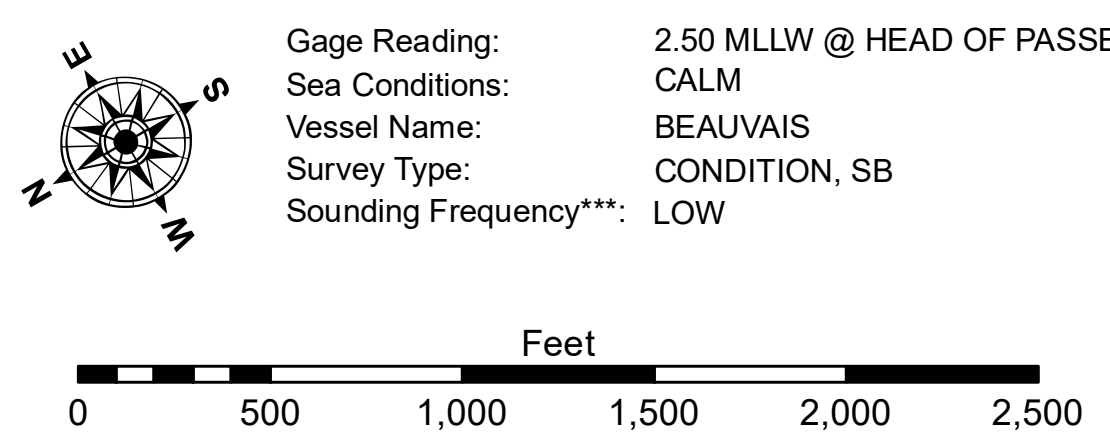 E
S
N
W
Gage Reading: 2.50 MLLW @ HEAD OF PASSE
Sea Conditions: CALM
Vessel Name: BEAUVAIS
Survey Type: CONDITION, SB
Sounding Frequency***: LOW
Feet
0 500 1,000 1,500 2,000 2,500